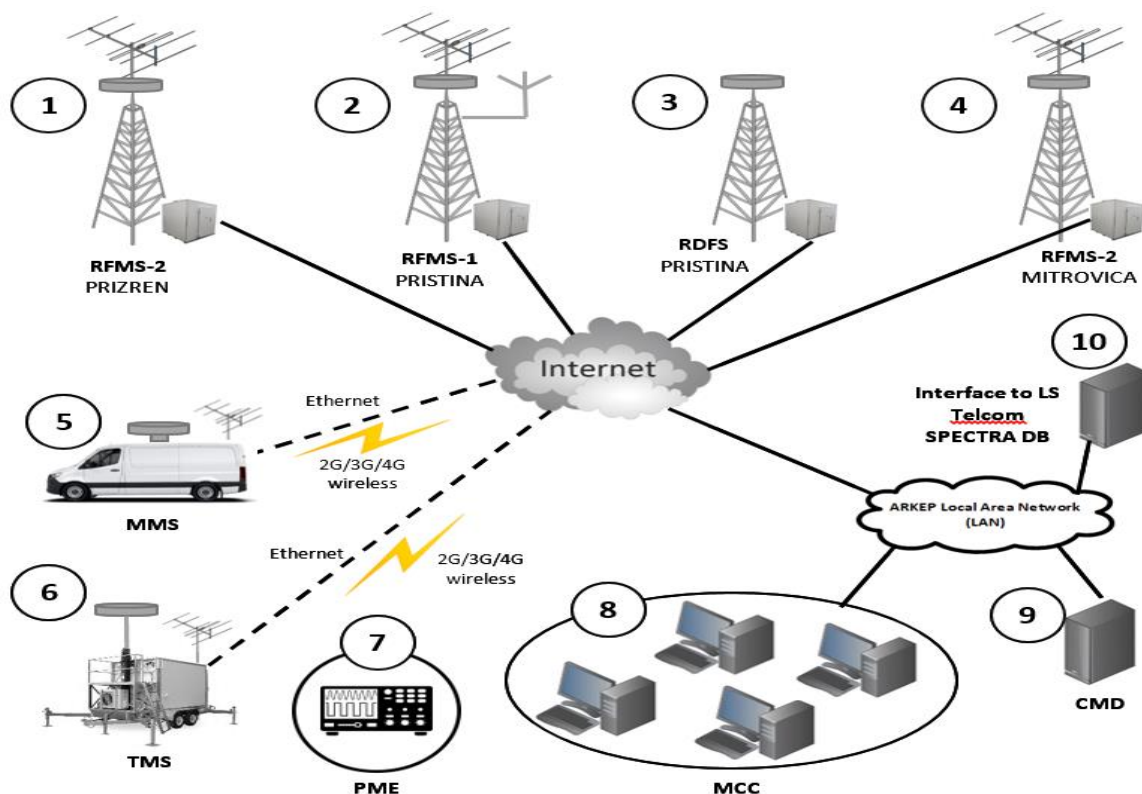 1
2
3
4
RFMS-2
PRIZREN
RFMS-1
PRISTINA
RDFS
PRISTINA
RFMS-2
MITROVICA
Internet
10
Interface to LS
Telcom
SPECTRA DB
5
Ethernet
2G/3G/4G
wireless
MMS
ARKEP Local Area Network
(LAN)
6
Ethernet
2G/3G/4G
wireless
TMS
7
PME
8
MCC
9
CMD